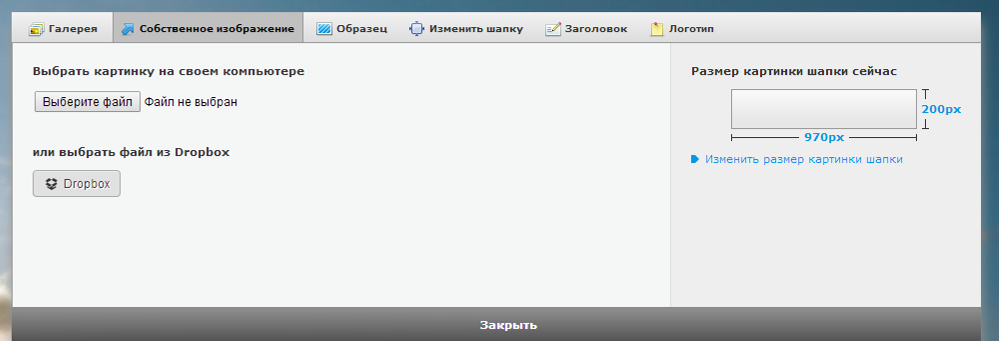 Галерея Собственное изображение Образец Изменить шапку Заголовок Логотип
Выбрать картинку на своем компьютере
Выберите файл Файл не выбран
или выбрать файл из Dropbox
Dropbox
Размер картинки шапки сейчас
200px
970px
Изменить размер картинки шапки
Закрыть